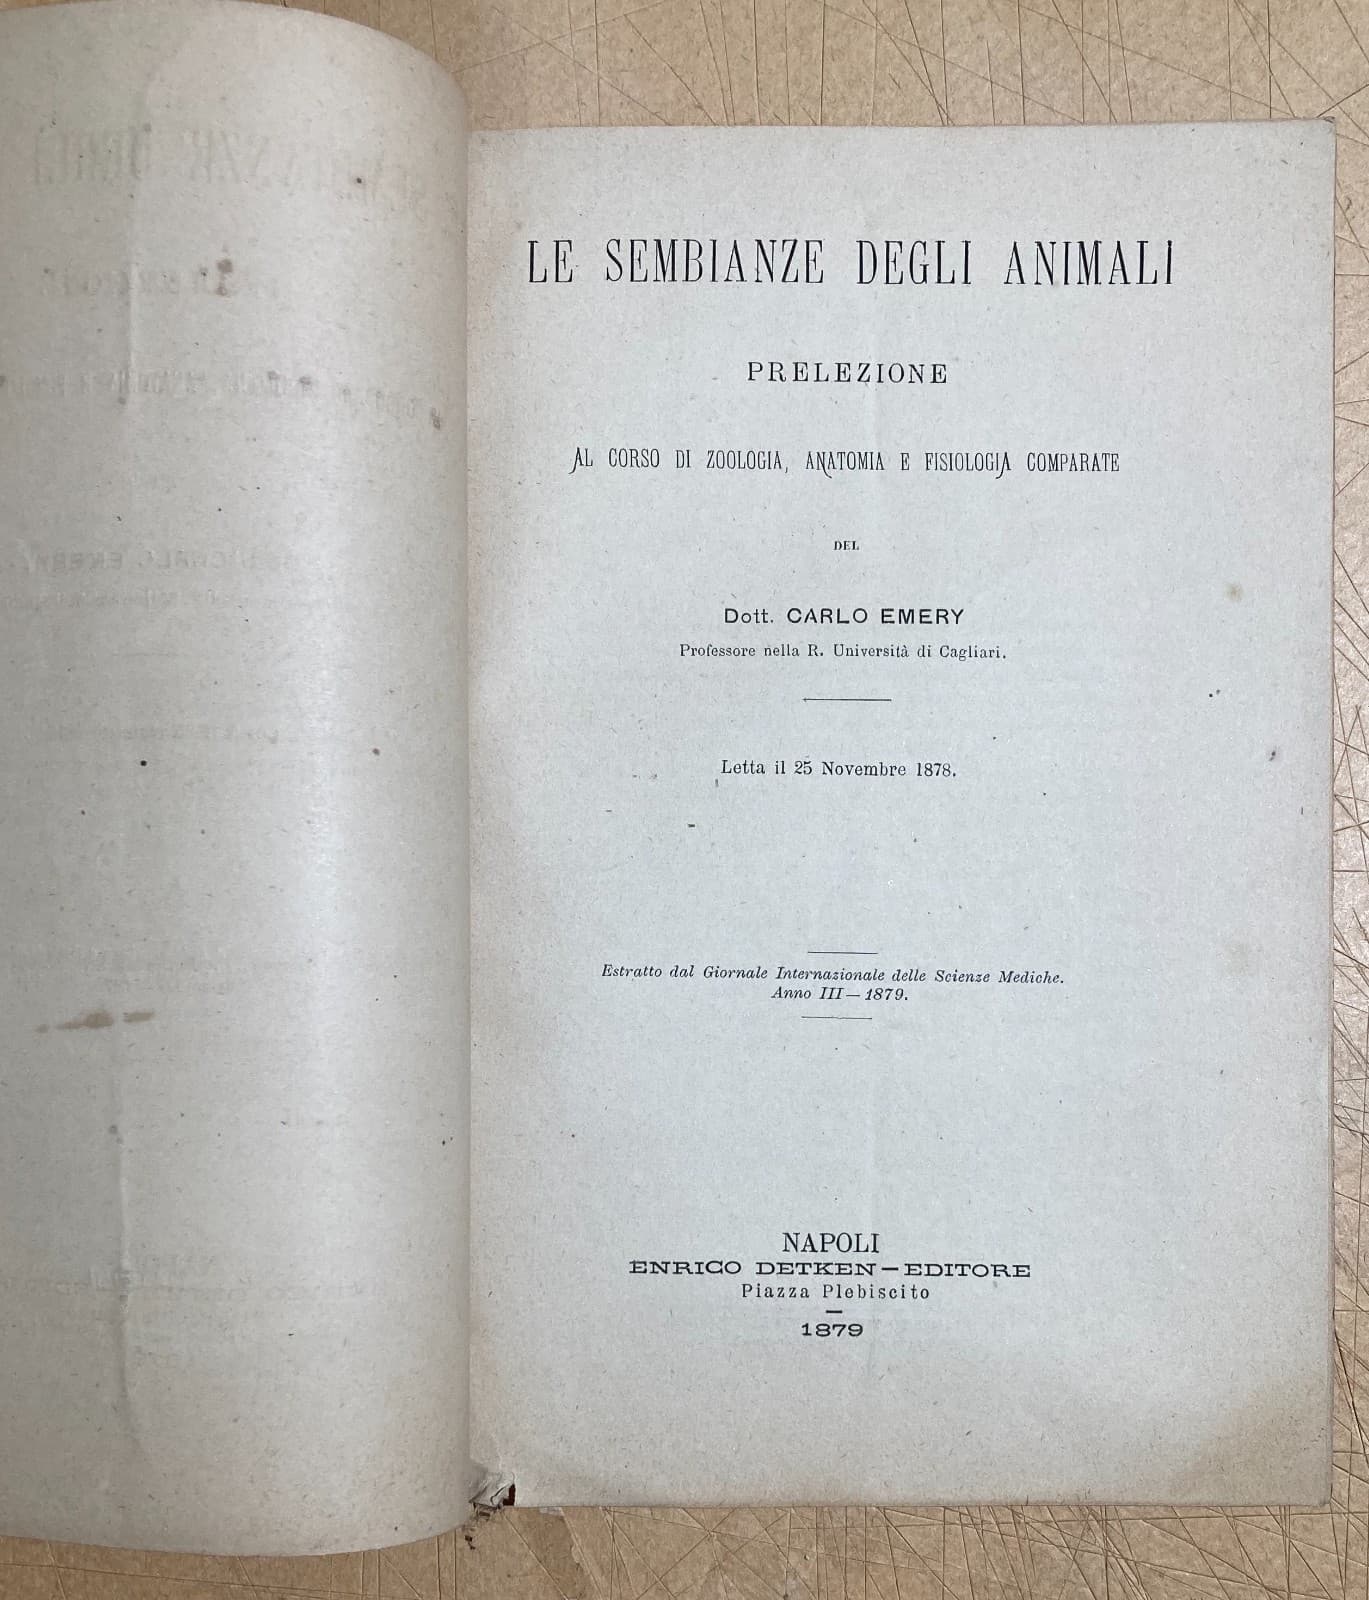 LE SEMBIANZE DEGLI ANIMALI
PRELEZIONE
AL CORSO DI ZOOLOGIA, ANATOMIA E FISIOLOGIA COMPARATE
DEL
Dott. CARLO EMERY
Professore nella R. Università di Cagliari.
Letta il 25 Novembre 1878.
Estratto dal Giornale Internazionale delle Scienze Mediche.
Anno III—1879.
NAPOLI
ENRICO DETKEN—EDITORE
Piazza Plebiscito
1879